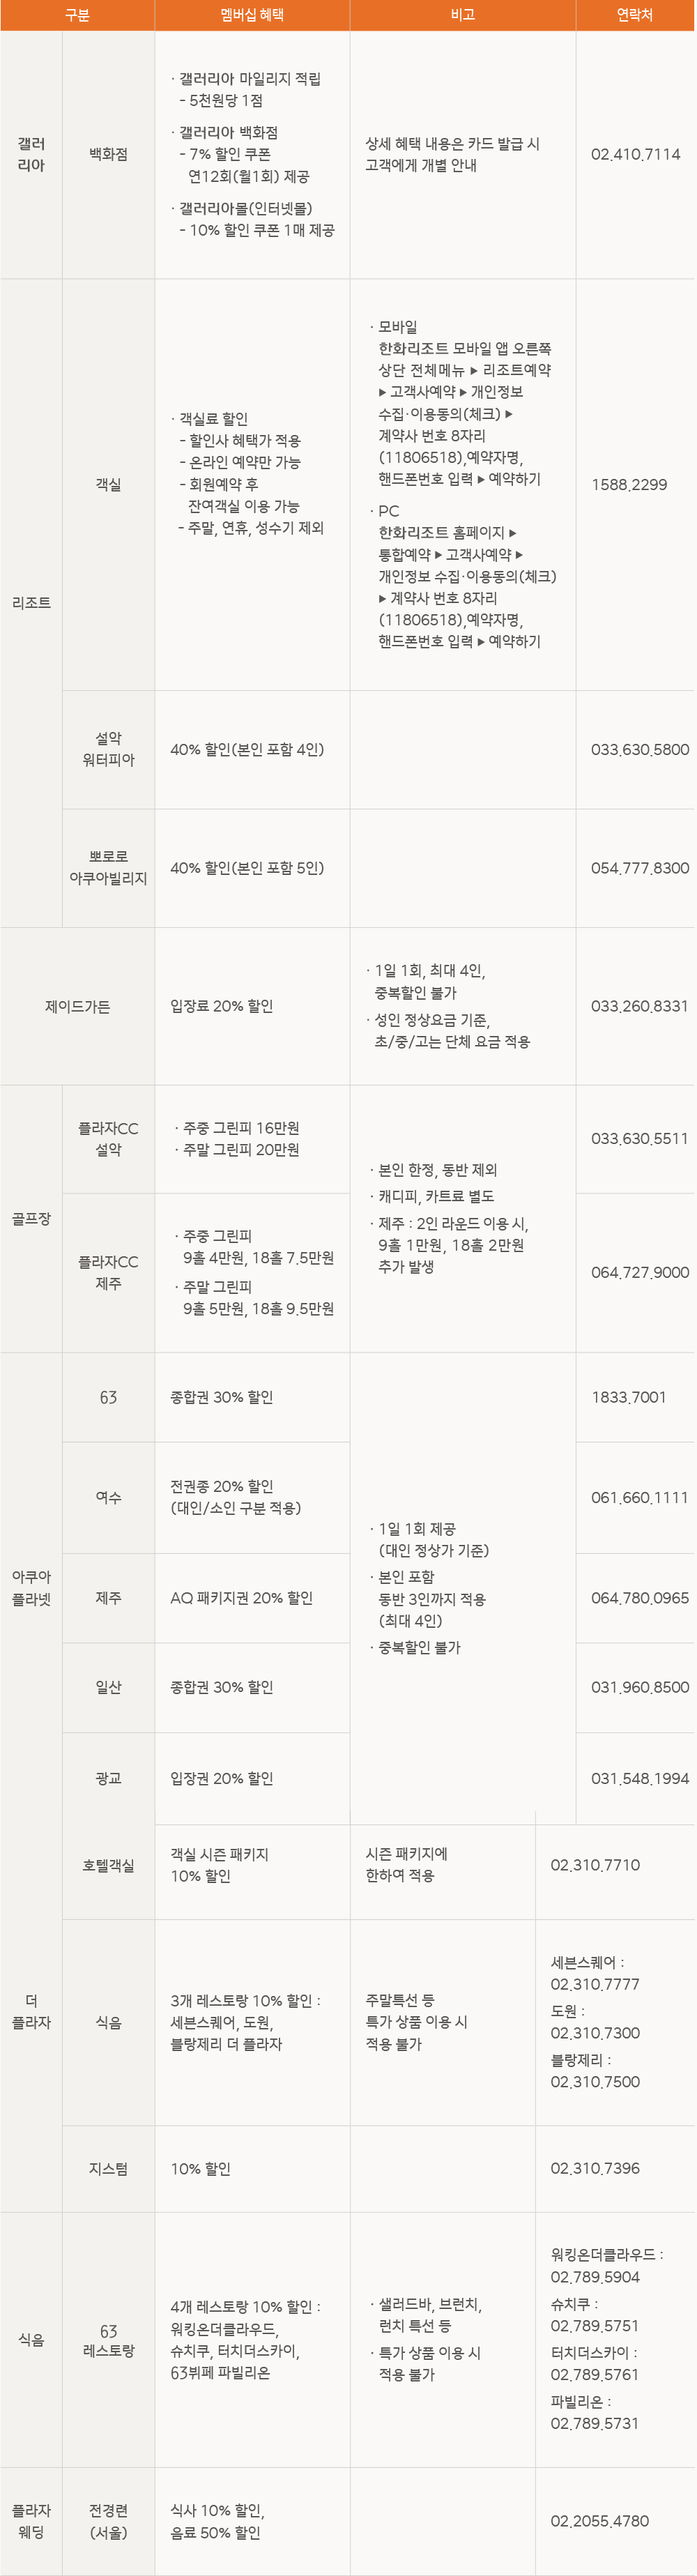 구분 멤버십 혜택 비고 연락처
갤러
리아
백화점
· 갤러리아 마일리지 적립
- 5천원당 1점
· 갤러리아 백화점
- 7% 할인 쿠폰
연12회(월1회) 제공
· 갤러리아몰(인터넷몰)
- 10% 할인 쿠폰 1매 제공
상세 혜택 내용은 카드 발급 시
고객에게 개별 안내
02.410.7114
리조트
객실
· 객실료 할인
- 할인사 혜택가 적용
- 온라인 예약만 가능
- 회원예약 후
잔여객실 이용 가능
- 주말, 연휴, 성수기 제외
· 모바일
한화리조트 모바일 앱 오른쪽
상단 전체메뉴 ▶ 리조트예약
▶ 고객사예약 ▶ 개인정보
수집·이용동의(체크) ▶
계약사 번호 8자리
(11806518),예약자명,
핸드폰번호 입력 ▶ 예약하기
· PC
한화리조트 홈페이지 ▶
통합예약 ▶ 고객사예약 ▶
개인정보 수집·이용동의(체크)
▶ 계약사 번호 8자리
(11806518),예약자명,
핸드폰번호 입력 ▶ 예약하기
1588.2299
설악
워터피아
40% 할인(본인 포함 4인)
033.630.5800
뽀로로
아쿠아빌리지
40% 할인(본인 포함 5인)
054.777.8300
제이드가든
입장료 20% 할인
· 1일 1회, 최대 4인,
중복할인 불가
· 성인 정상요금 기준,
초/중/고는 단체 요금 적용
033.260.8331
골프장
플라자CC
설악
· 주중 그린피 16만원
· 주말 그린피 20만원
· 본인 한정, 동반 제외
· 캐디피, 카트료 별도
· 제주 : 2인 라운드 이용 시,
9홀 1만원, 18홀 2만원
추가 발생
033.630.5511
플라자CC
제주
· 주중 그린피
9홀 4만원, 18홀 7.5만원
· 주말 그린피
9홀 5만원, 18홀 9.5만원
064.727.9000
아쿠아
플라넷
63
종합권 30% 할인
· 1일 1회 제공
(대인 정상가 기준)
· 본인 포함
동반 3인까지 적용
(최대 4인)
· 중복할인 불가
1833.7001
여수
전권종 20% 할인
(대인/소인 구분 적용)
061.660.1111
제주
AQ 패키지권 20% 할인
064.780.0965
일산
종합권 30% 할인
031.960.8500
광교
입장권 20% 할인
031.548.1994
더
플라자
호텔객실
객실 시즌 패키지
10% 할인
시즌 패키지에
한하여 적용
02.310.7710
식음
3개 레스토랑 10% 할인 :
세븐스퀘어, 도원,
블랑제리 더 플라자
주말특선 등
특가 상품 이용 시
적용 불가
세븐스퀘어 :
02.310.7777
도원 :
02.310.7300
블랑제리 :
02.310.7500
지스텀
10% 할인
02.310.7396
식음
63
레스토랑
4개 레스토랑 10% 할인 :
워킹온더클라우드,
슈치쿠, 터치더스카이,
63뷔페 파빌리온
· 샐러드바, 브런치,
런치 특선 등
· 특가 상품 이용 시
적용 불가
워킹온더클라우드 :
02.789.5904
슈치쿠 :
02.789.5751
터치더스카이 :
02.789.5761
파빌리온 :
02.789.5731
플라자
웨딩
전경련
(서울)
식사 10% 할인,
음료 50% 할인
02.2055.4780